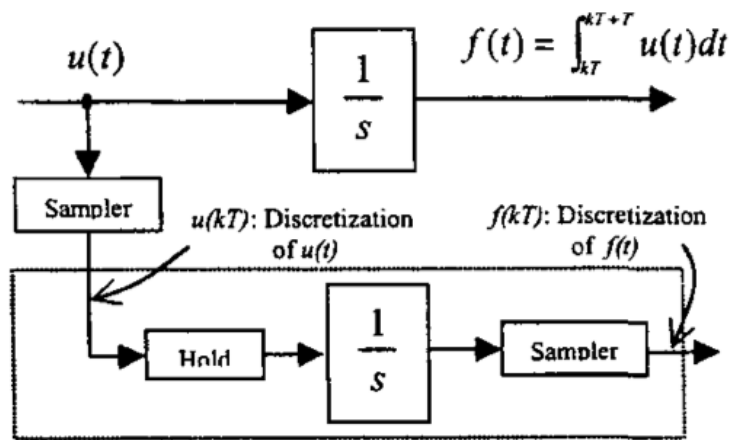 u(t)
f(t) = ∫_{kT}^{kT+T} u(t)dt
1
s
Sampler
u(kT): Discretization
of u(t)
f(kT): Discretization
of f(t)
Hold
1
s
Sampler